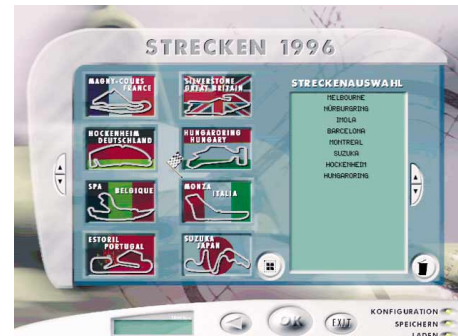 STRECKEN 1996
MAGNY-COURS
FRANCE
SILVERSTONE
GREAT BRITAIN
HOCKENHEIM
DEUTSCHLAND
HUNGARORING
HUNGARY
SPA BELGIQUE
MONZA
ITALIA
ESTORIL
PORTUGAL
SUZUKA
JAPAN
STRECKENAUSWAHL
MELBOURNE
NÜRBURGRING
IMOLA
BARCELONA
MONTREAL
SUZUKA
HOCKENHEIM
HUNGARORING
OK
EXIT
KONFIGURATION
SPEICHERN
LADEN